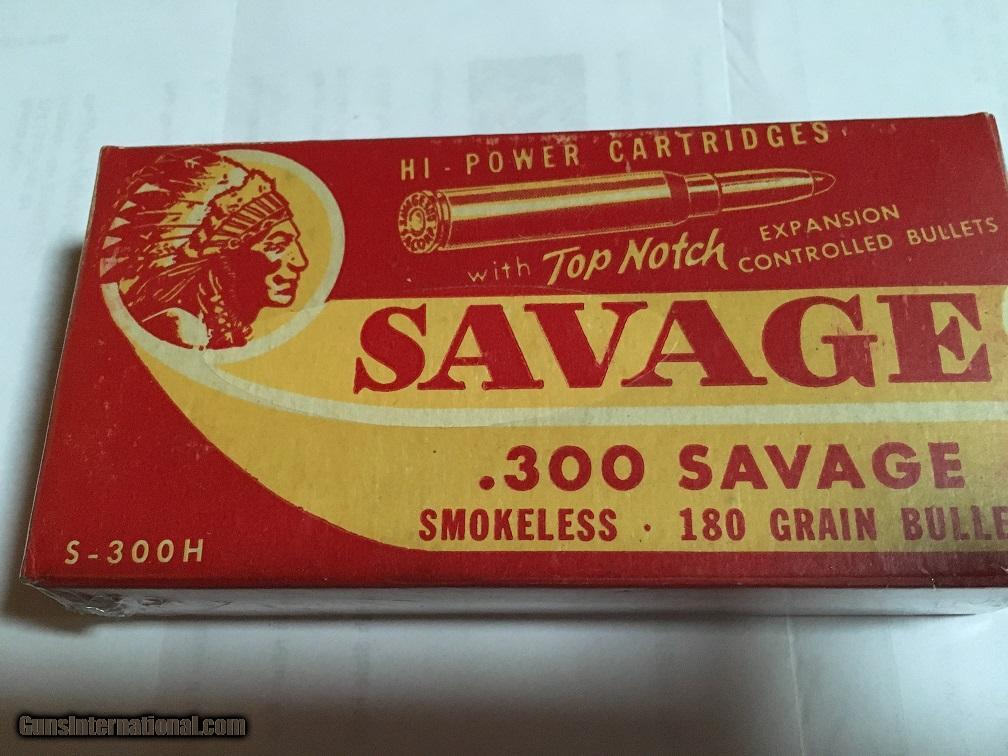 HI-POWER CARTRIDGES
with Top Notch EXPANSION CONTROLLED BULLETS
SAVAGE
.300 SAVAGE
SMOKELESS · 180 GRAIN BULLE
S-300H
GunsInternational.com